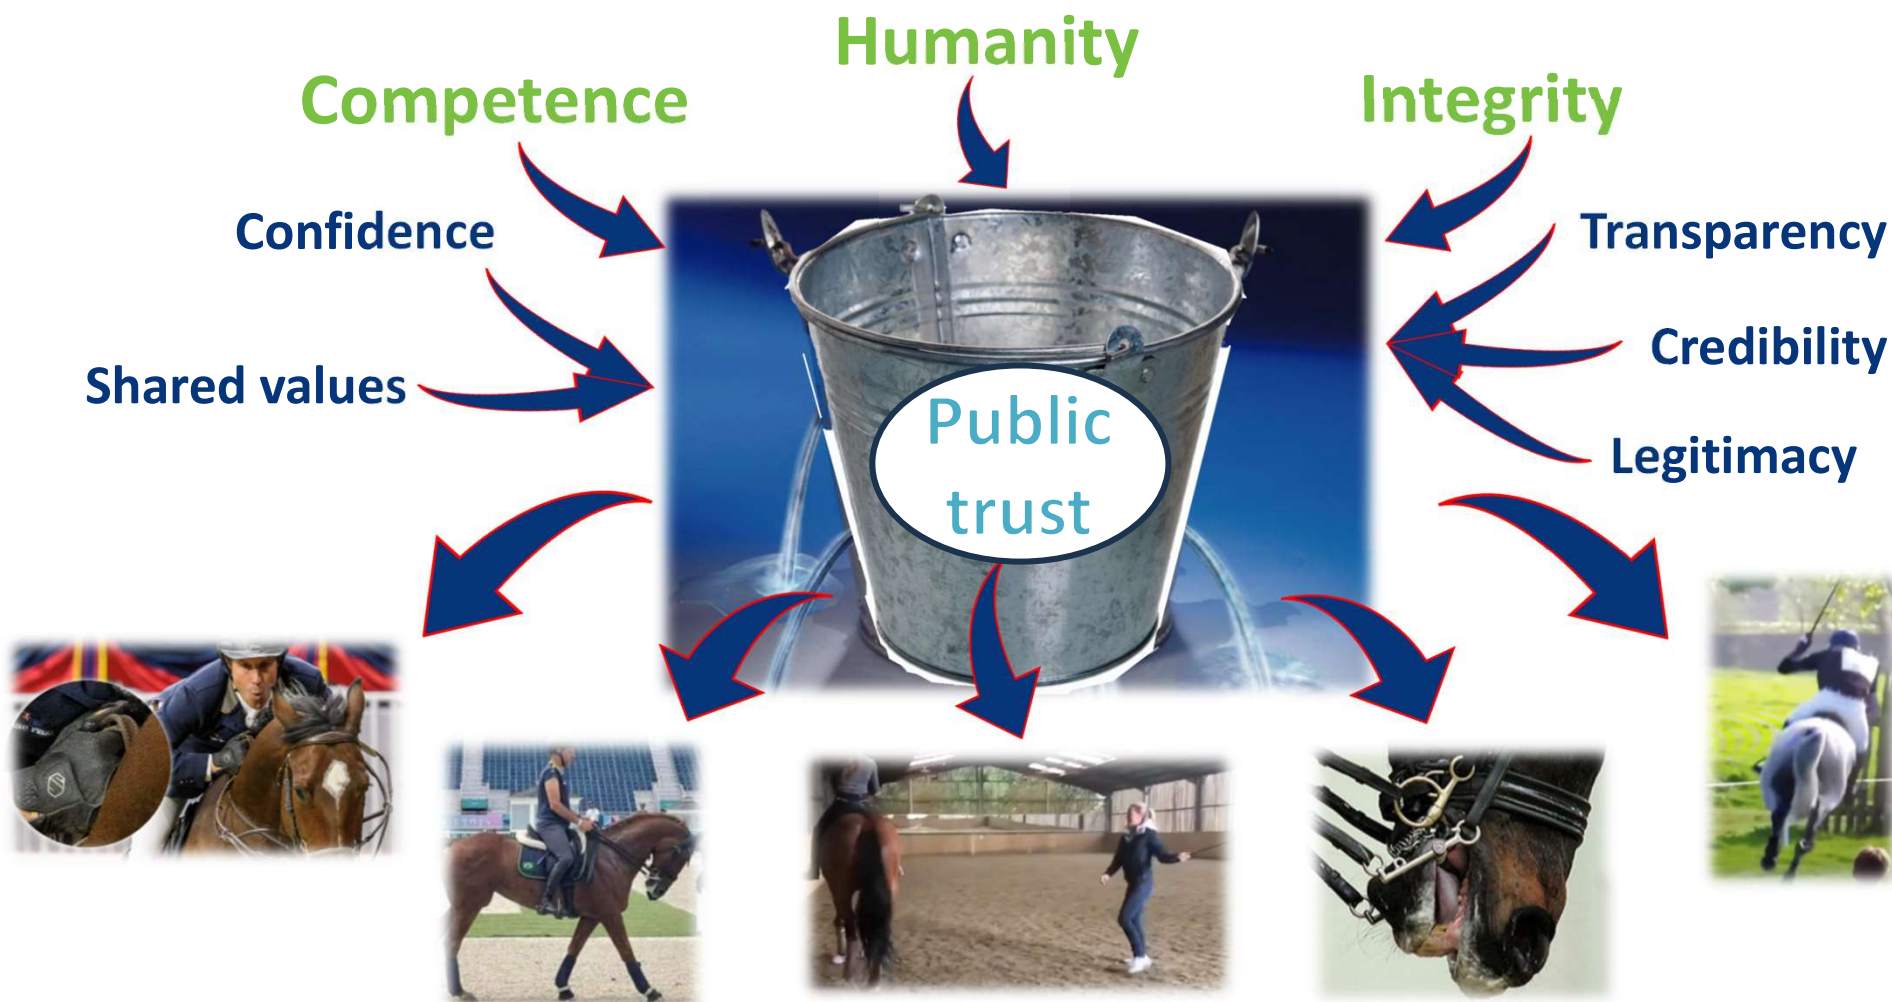 Humanity
Competence
Integrity
Confidence
Transparency
Shared values
Credibility
Legitimacy
Public
trust